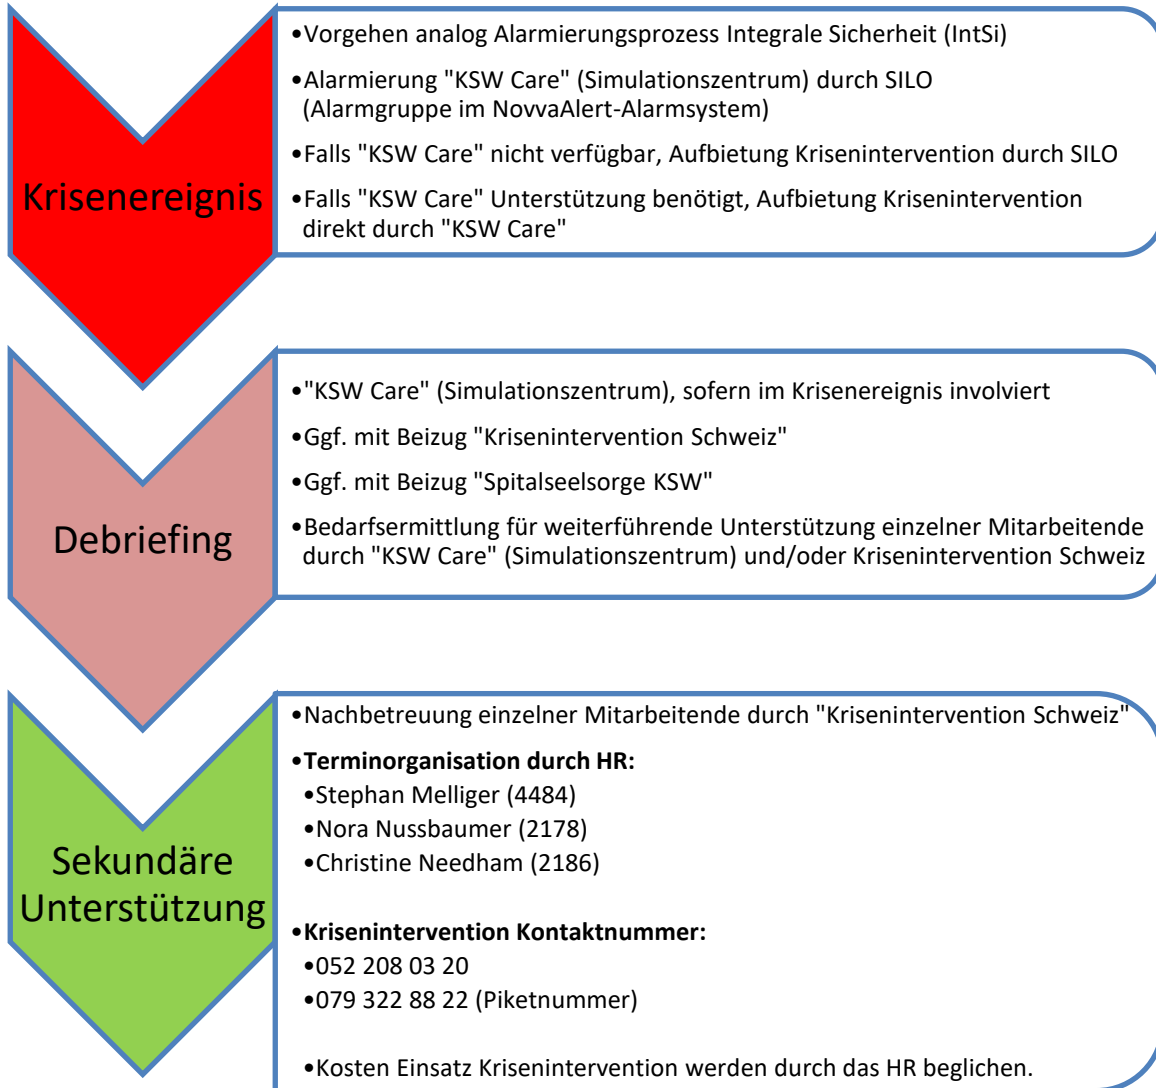 Krisenereignis
•Vorgehen analog Alarmierungsprozess Integrale Sicherheit (IntSi)
•Alarmierung "KSW Care" (Simulationszentrum) durch SILO
(Alarmgruppe im NovvaAlert-Alarmsystem)
•Falls "KSW Care" nicht verfügbar, Aufbietung Krisenintervention durch SILO
•Falls "KSW Care" Unterstützung benötigt, Aufbietung Krisenintervention
direkt durch "KSW Care"
Debriefing
•"KSW Care" (Simulationszentrum), sofern im Krisenereignis involviert
•Ggf. mit Beizug "Krisenintervention Schweiz"
•Ggf. mit Beizug "Spitalseelsorge KSW"
•Bedarfsermittlung für weiterführende Unterstützung einzelner Mitarbeitende
durch "KSW Care" (Simulationszentrum) und/oder Krisenintervention Schweiz
Sekundäre
Unterstützung
•Nachbetreuung einzelner Mitarbeitende durch "Krisenintervention Schweiz"
•Terminorganisation durch HR:
•Stephan Melliger (4484)
•Nora Nussbaumer (2178)
•Christine Needham (2186)
•Krisenintervention Kontaktnummer:
•052 208 03 20
•079 322 88 22 (Piketnummer)
•Kosten Einsatz Krisenintervention werden durch das HR beglichen.